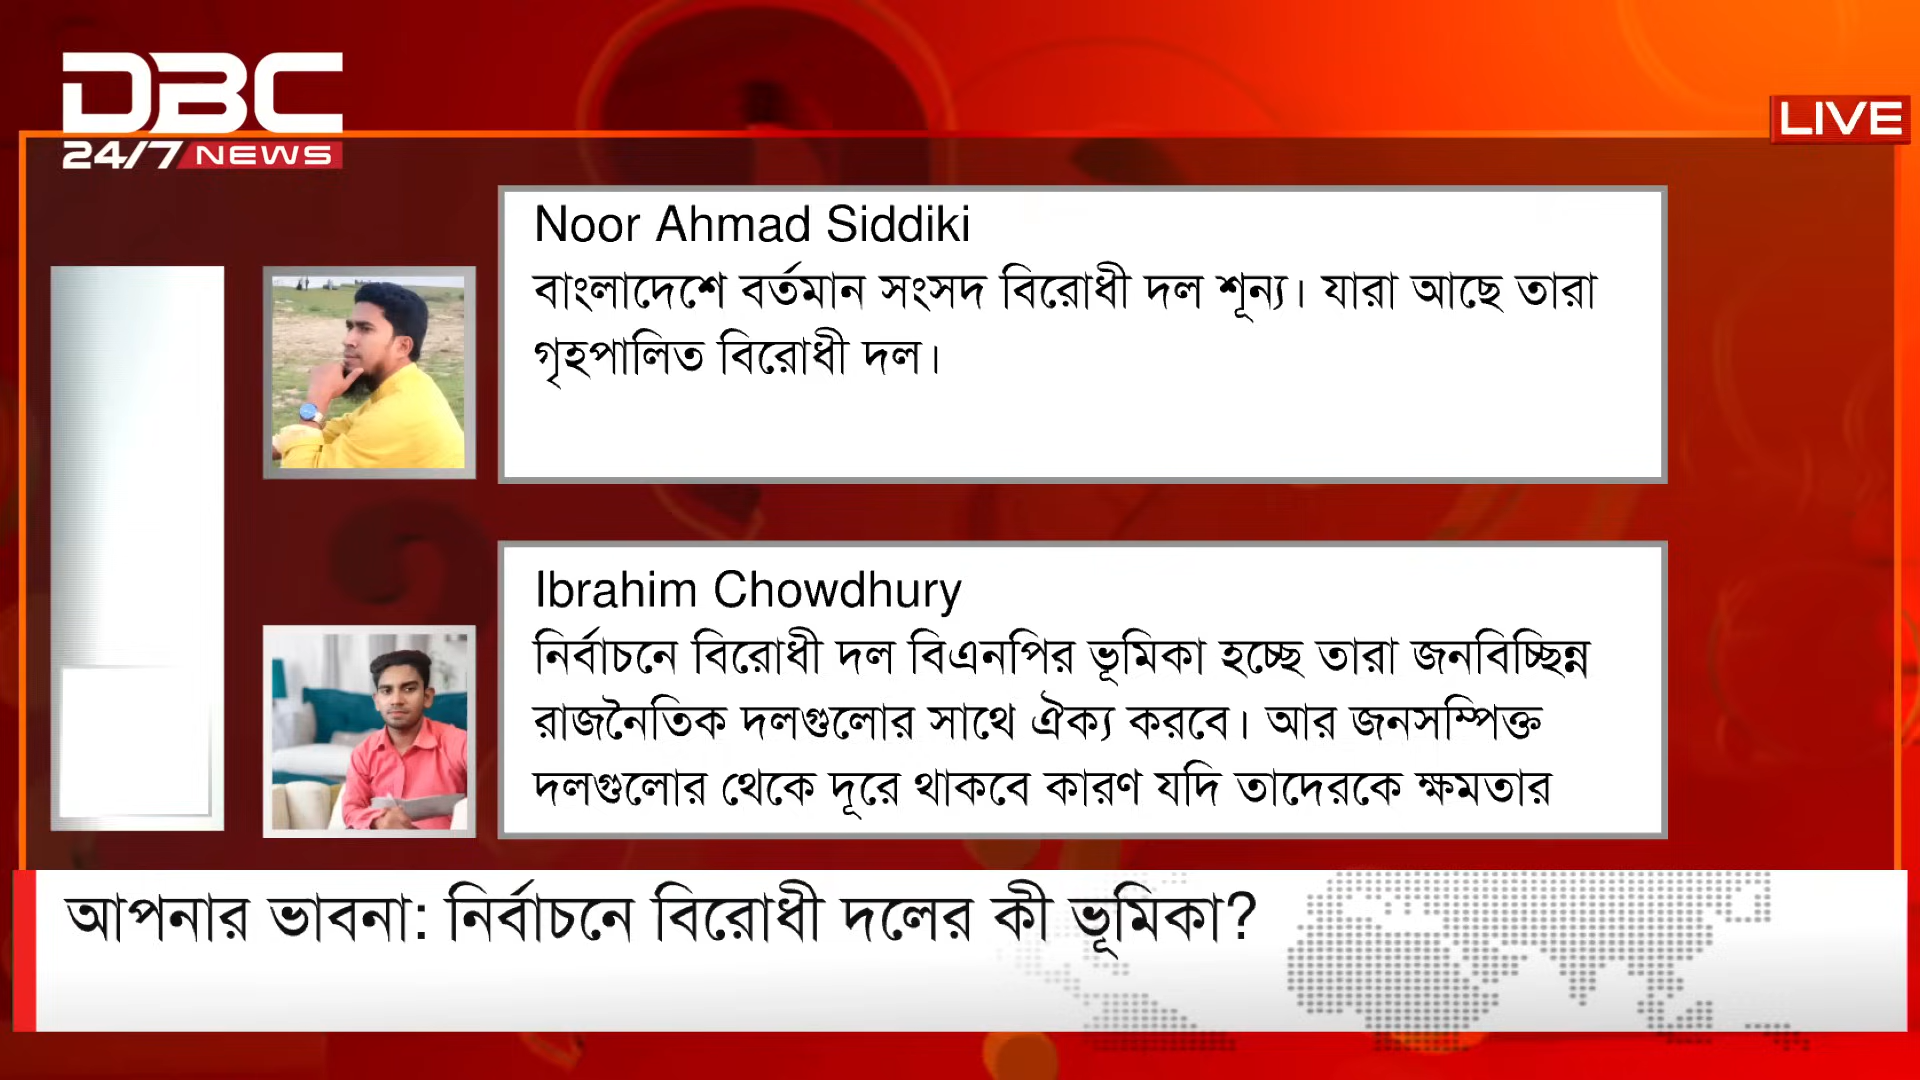 DBC
24/7 NEWS
LIVE
Noor Ahmad Siddiki
বাংলাদেশে বর্তমান সংসদ বিরোধী দল শূন্য। যারা আছে তারা
গৃহপালিত বিরোধী দল।
Ibrahim Chowdhury
নির্বাচনে বিরোধী দল বিএনপির ভূমিকা হচ্ছে তারা জনবিচ্ছিন্ন
রাজনৈতিক দলগুলোর সাথে ঐক্য করবে। আর জনসম্পিক্ত
দলগুলোর থেকে দূরে থাকবে কারণ যদি তাদেরকে ক্ষমতার
আপনার ভাবনা: নির্বাচনে বিরোধী দলের কী ভূমিকা?